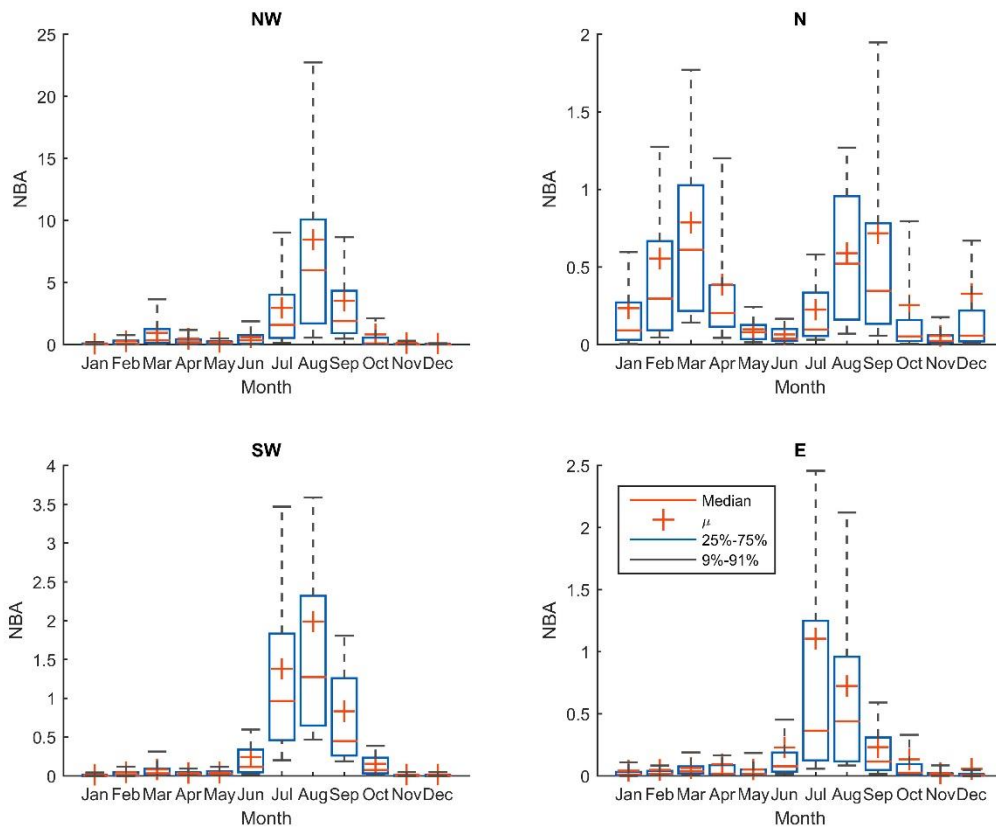 NW
25
20
15
10
5
0
NBA
Jan Feb Mar Apr May Jun Jul Aug Sep Oct Nov Dec
Month
N
2
1.5
1
0.5
0
NBA
Jan Feb Mar Apr May Jun Jul Aug Sep Oct Nov Dec
Month
SW
4
3.5
3
2.5
2
1.5
1
0.5
0
NBA
Jan Feb Mar Apr May Jun Jul Aug Sep Oct Nov Dec
Month
E
2.5
2
1.5
1
0.5
0
NBA
Median
μ
25%-75%
9%-91%
Jan Feb Mar Apr May Jun Jul Aug Sep Oct Nov Dec
Month